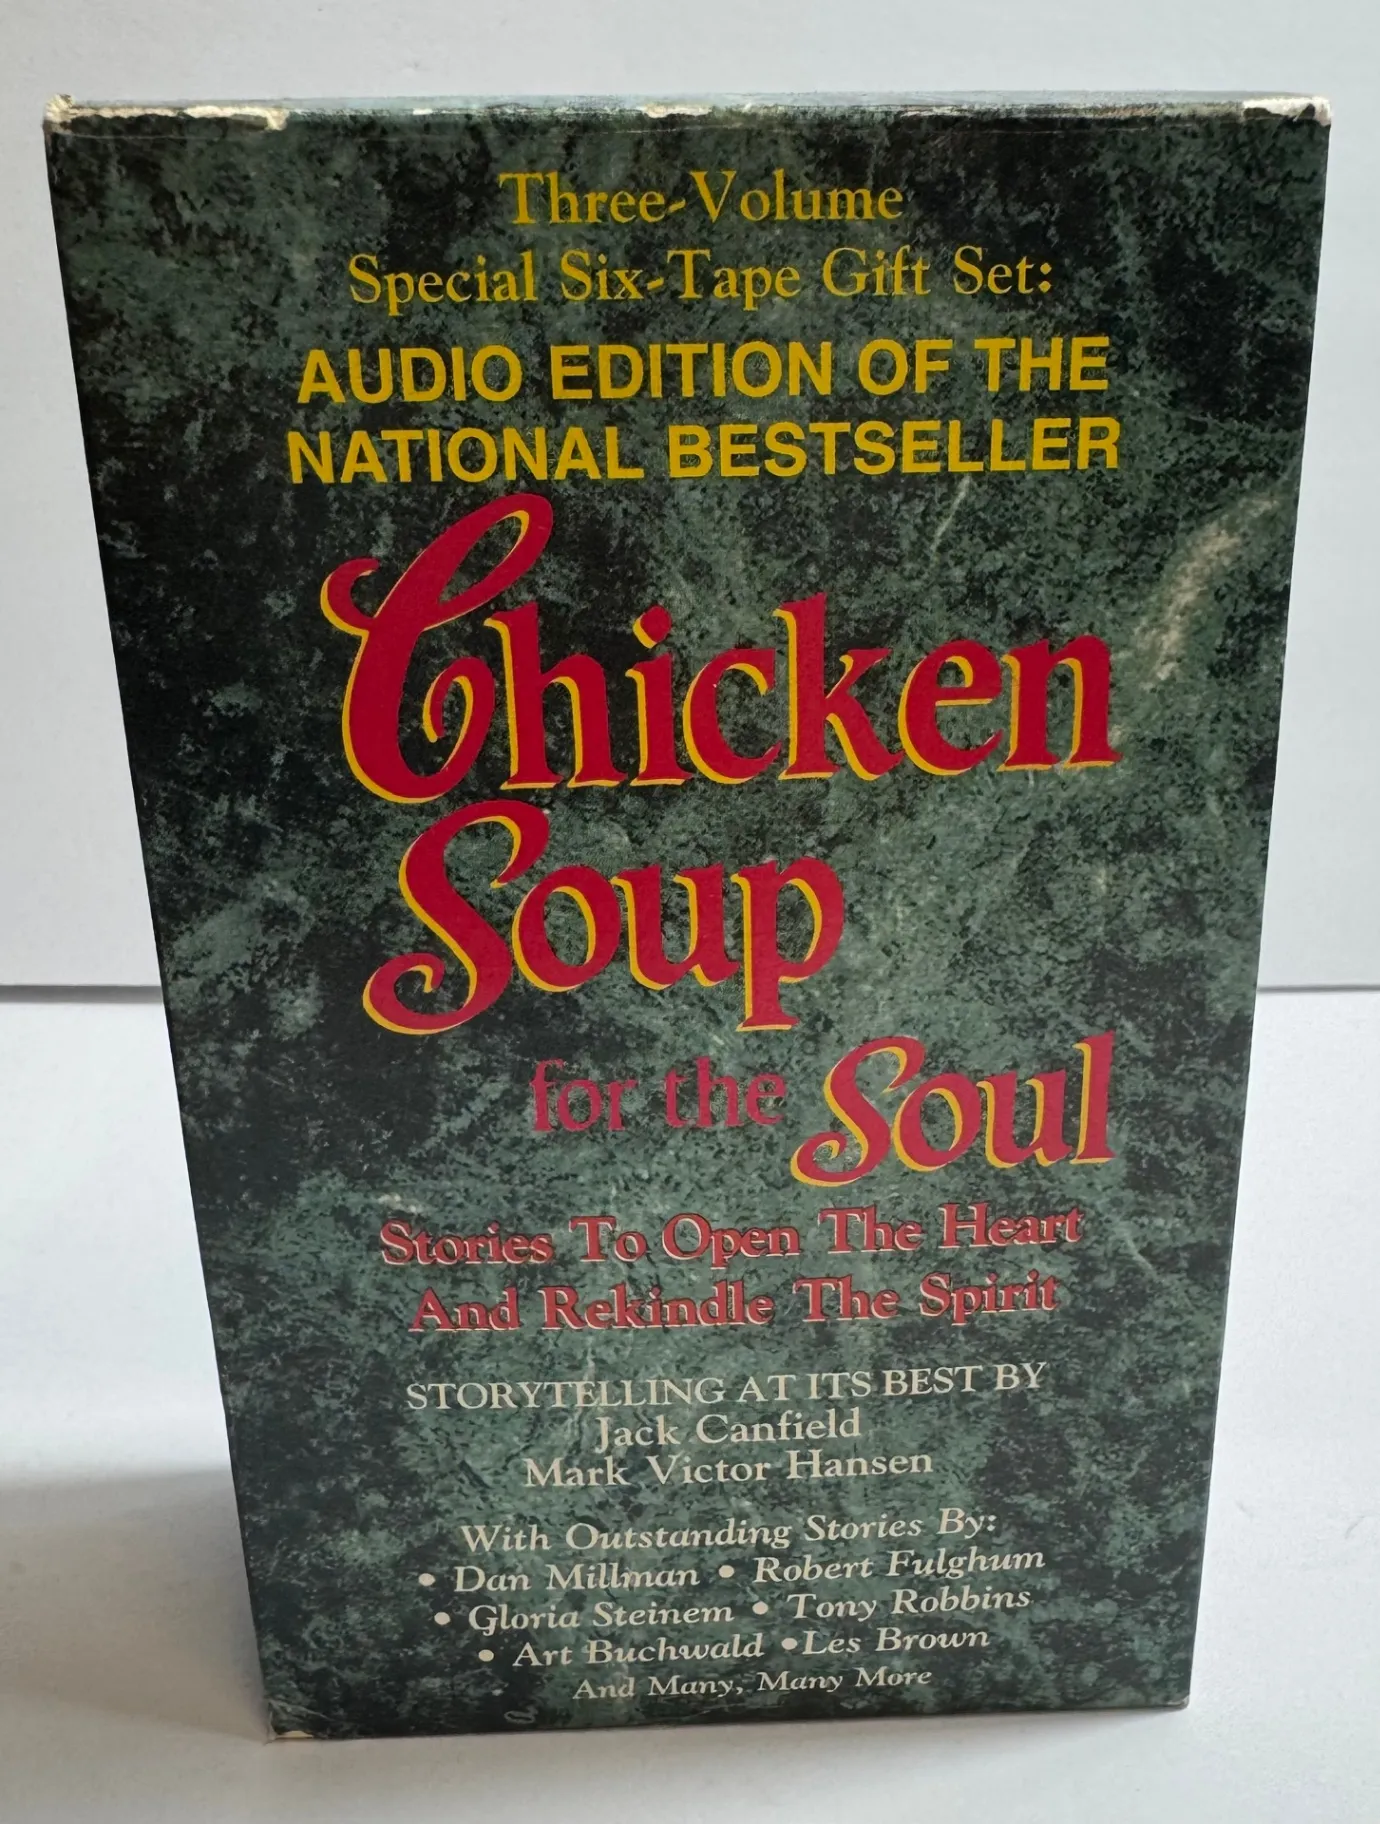 Three-Volume
Special Six-Tape Gift Set:
AUDIO EDITION OF THE
NATIONAL BESTSELLER
Chicken
Soup
for the Soul
Stories To Open The Heart
And Rekindle The Spirit
STORYTELLING AT ITS BEST BY
Jack Canfield
Mark Victor Hansen
With Outstanding Stories By:
• Dan Millman • Robert Fulghum
• Gloria Steinem • Tony Robbins
• Art Buchwald •Les Brown
And Many, Many More